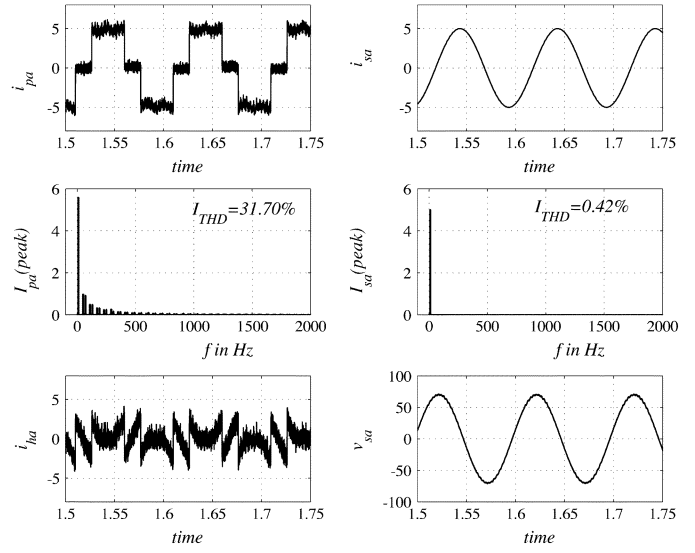 5
0
-5
i_pa
1.5 1.55 1.6 1.65 1.7 1.75
time
5
0
-5
i_sa
1.5 1.55 1.6 1.65 1.7 1.75
time
6
4
2
0
I_pa(peak)
I_THD=31.70%
0 500 1000 1500 2000
f in Hz
6
4
2
0
I_sa(peak)
I_THD=0.42%
0 500 1000 1500 2000
f in Hz
5
0
-5
i_ha
1.5 1.55 1.6 1.65 1.7 1.75
time
100
50
0
-50
-100
v_sa
1.5 1.55 1.6 1.65 1.7 1.75
time